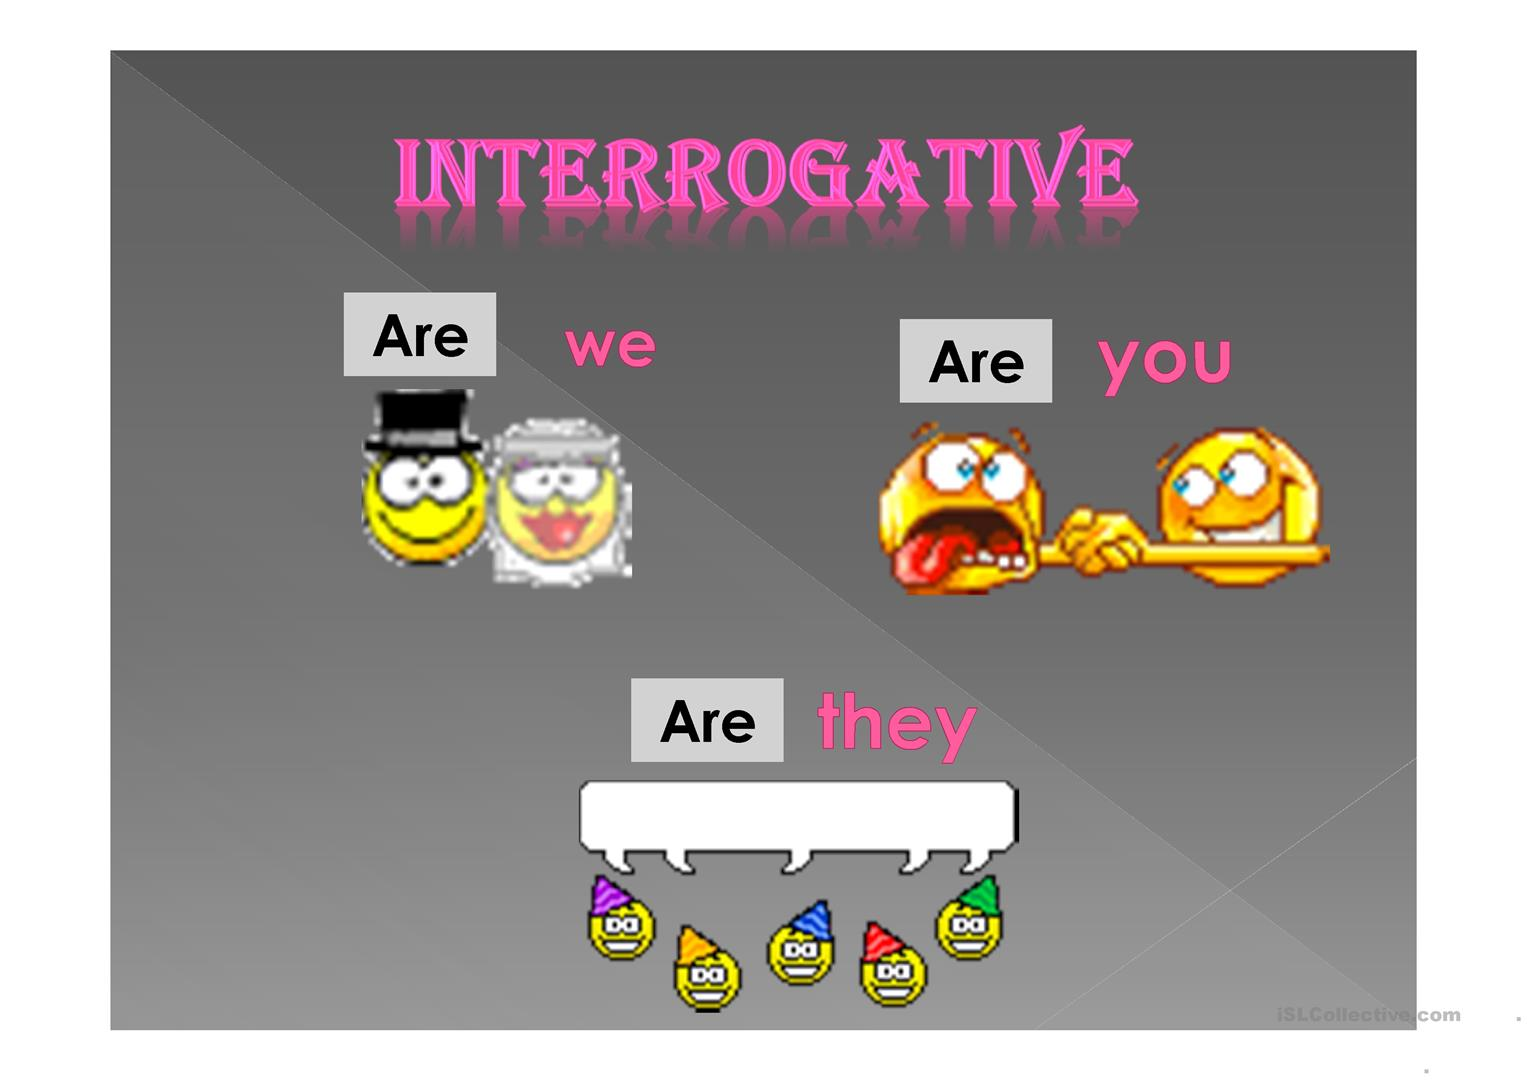 INTERROGATIVE
Are we
Are you
Are they
iSLCollective.com